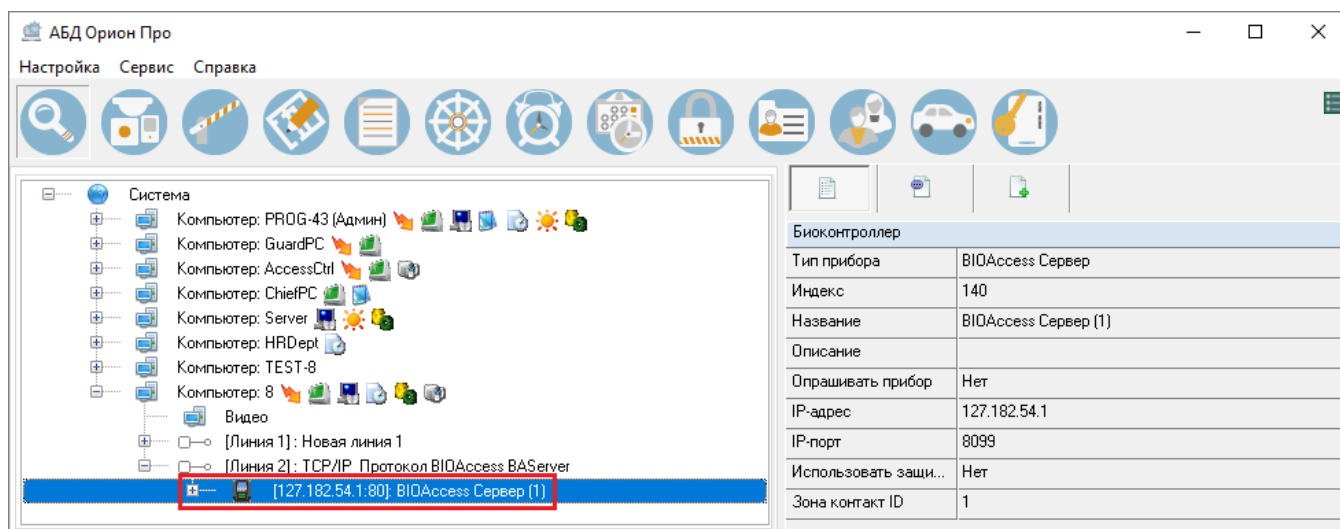 АБД Орион Про
Настройка Сервис Справка
Система
Компьютер: PROG-43 (Админ)
Компьютер: GuardPC
Компьютер: AccessCtrl
Компьютер: ChiefPC
Компьютер: Server
Компьютер: HRDept
Компьютер: TEST-8
Компьютер: 8
Видео
[Линия 1] : Новая линия 1
[Линия 2] : TCP/IP Протокол BIOAccess BAServer
[127.182.54.1:80]: BIOAccess Сервер (1)
Биоконтроллер
Тип прибора BIOAccess Сервер
Индекс 140
Название BIOAccess Сервер (1)
Описание
Опрашивать прибор Нет
IP-адрес 127.182.54.1
IP-порт 8099
Использовать защи... Нет
Зона контакт ID 1